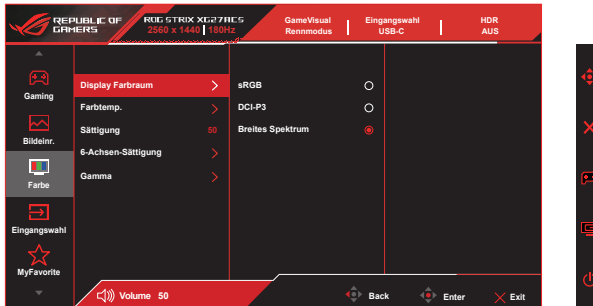 REPUBLIC OF
GAMERS
ROG STRIX XG27ACS
2560 x 1440 180Hz
GameVisual
Rennmodus
Eingangswahl
USB-C
HDR
AUS
Gaming
Bildeinr.
Farbe
Eingangswahl
MyFavorite
Display Farbraum
Farbtemp.
Sättigung 50
6-Achsen-Sättigung
Gamma
sRGB
DCI-P3
Breites Spektrum
Volume 50
Back
Enter
Exit